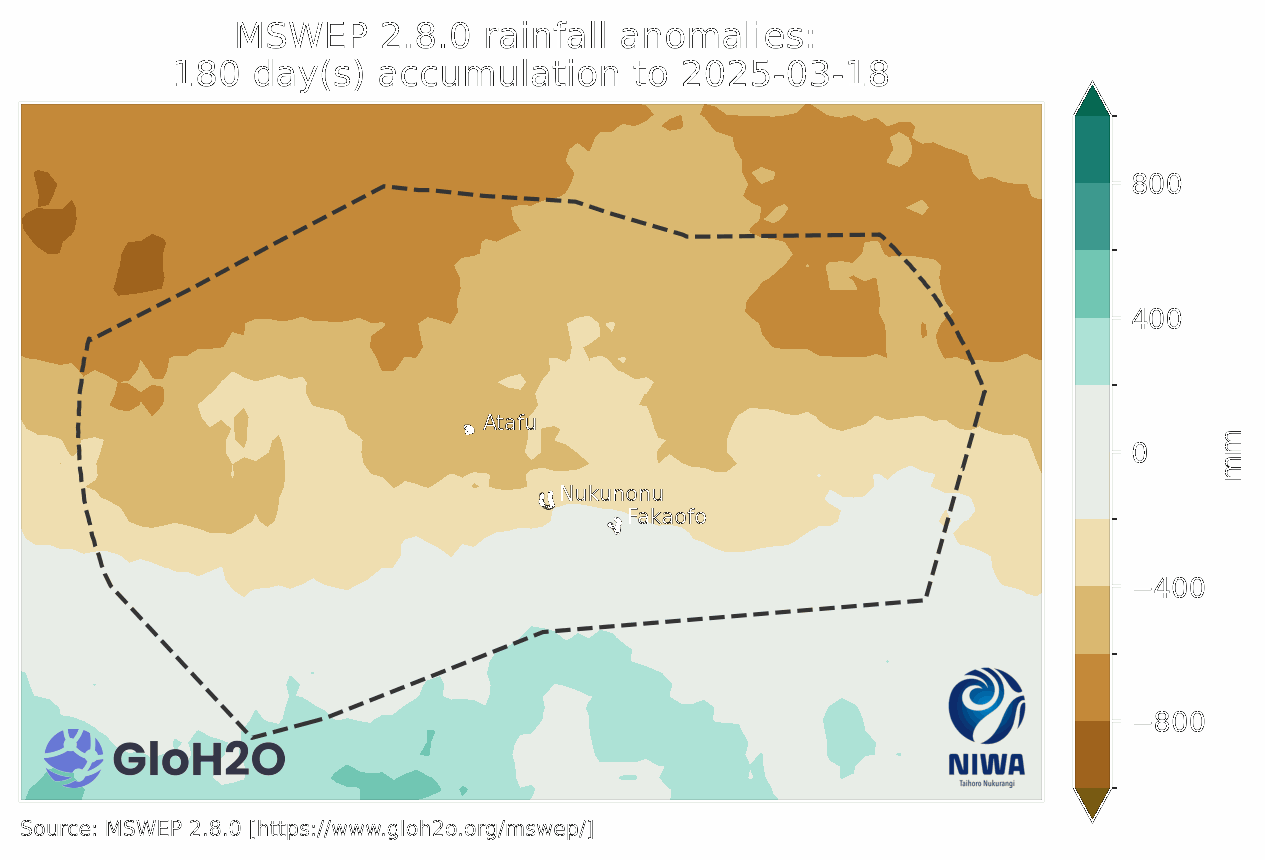 MSWEP 2.8.0 rainfall anomalies:
180 day(s) accumulation to 2025-03-18
800
400
0
−400
−800
mm
Atafu
Nukunonu
Fakaofo
GloH2O
NIWA
Taihoro Nukurangi
Source: MSWEP 2.8.0 [https://www.gloh2o.org/mswep/]